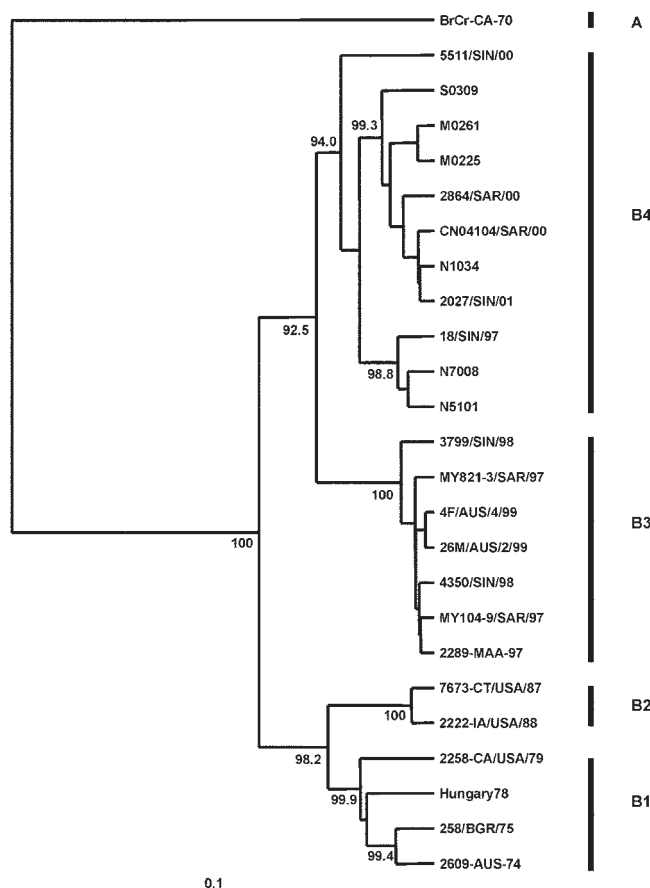 BrCr-CA-70 A
5511/SIN/00
S0309
99.3
M0261
94.0
M0225
2864/SAR/00
B4
CN04104/SAR/00
N1034
2027/SIN/01
92.5
18/SIN/97
98.8
N7008
N5101
3799/SIN/98
MY821-3/SAR/97
100
4F/AUS/4/99
B3
26M/AUS/2/99
100
4350/SIN/98
MY104-9/SAR/97
2289-MAA-97
7673-CT/USA/87
B2
100
2222-IA/USA/88
98.2
2258-CA/USA/79
99.9
Hungary78
B1
258/BGR/75
99.4
2609-AUS-74
0.1